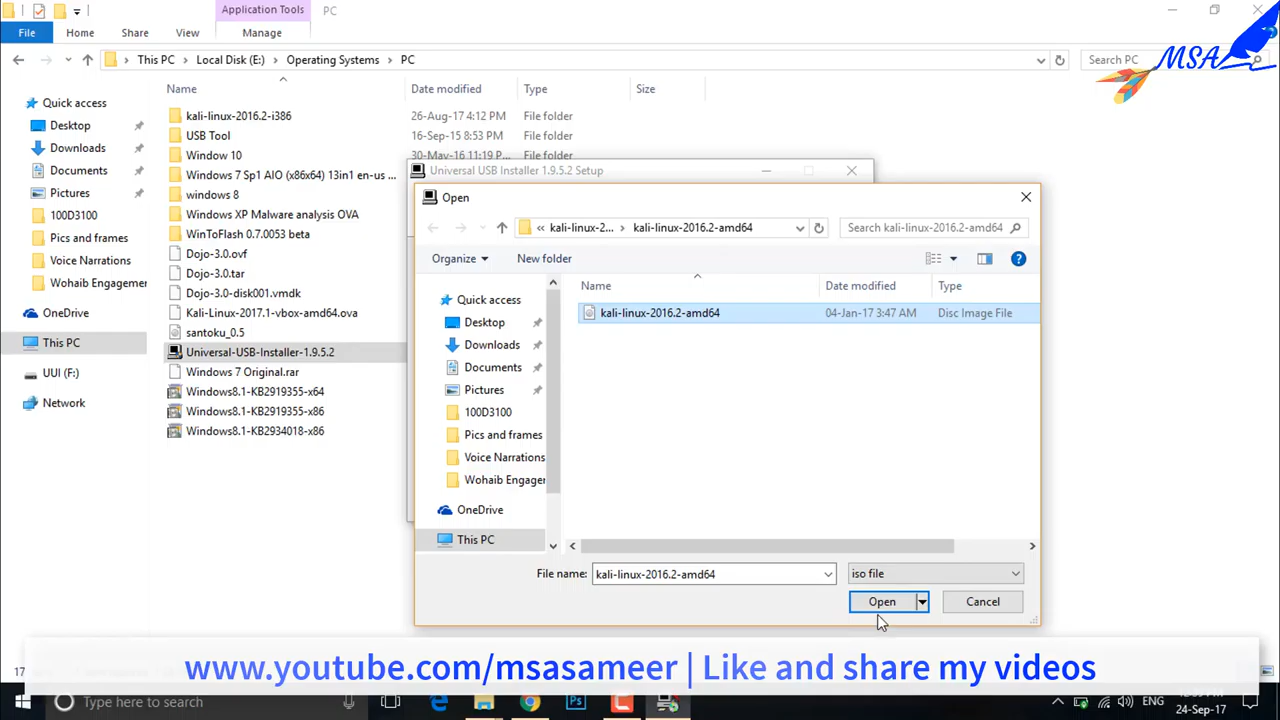 Application Tools
PC
File
Home
Share
View
Manage
This PC
Local Disk (E:)
Operating Systems
PC
Search PC
MSA
Name
Date modified
Type
Size
Quick access
Desktop
Downloads
Documents
Pictures
100D3100
Pics and frames
Voice Narrations
Wohaib Engagemer
OneDrive
This PC
UUI (F:)
Network
kali-linux-2016.2-i386
26-Aug-17 4:12 PM
File folder
USB Tool
16-Sep-15 8:53 PM
File folder
Window 10
30-May-16 11:19 P...
File folder
Windows 7 Sp1 AIO (x86x64) 13in1 en-us ...
windows 8
Windows XP Malware analysis OVA
WinToFlash 0.7.0053 beta
Dojo-3.0.ovf
Dojo-3.0.tar
Dojo-3.0-disk001.vmdk
Kali-Linux-2017.1-vbox-amd64.ova
santoku_0.5
Universal-USB-Installer-1.9.5.2
Windows 7 Original.rar
Windows8.1-KB2919355-x64
Windows8.1-KB2919355-x86
Windows8.1-KB2934018-x86
Universal USB Installer 1.9.5.2 Setup
Open
« kali-linux-2...
kali-linux-2016.2-amd64
Search kali-linux-2016.2-amd64
Organize
New folder
Name
Date modified
Type
Quick access
Desktop
Downloads
Documents
Pictures
100D3100
Pics and frames
Voice Narrations
Wohaib Engager
OneDrive
This PC
kali-linux-2016.2-amd64
04-Jan-17 3:47 AM
Disc Image File
File name:
kali-linux-2016.2-amd64
iso file
Open
Cancel
17
www.youtube.com/msasameer | Like and share my videos
Type here to search
ENG
24-Sep-17